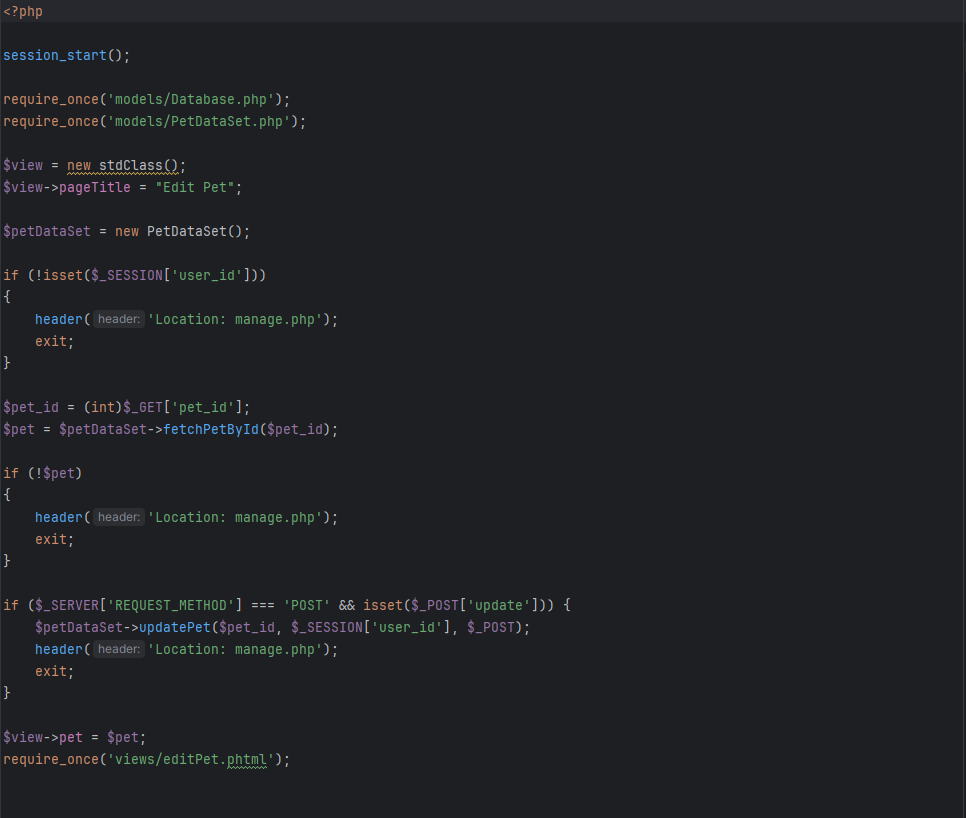 <?php
session_start();
require_once('models/Database.php');
require_once('models/PetDataSet.php');
$view = new stdClass();
$view->pageTitle = "Edit Pet";
$petDataSet = new PetDataSet();
if (!isset($_SESSION['user_id']))
{
    header( header: 'Location: manage.php');
    exit;
}
$pet_id = (int)$_GET['pet_id'];
$pet = $petDataSet->fetchPetById($pet_id);
if (!$pet)
{
    header( header: 'Location: manage.php');
    exit;
}
if ($_SERVER['REQUEST_METHOD'] === 'POST' && isset($_POST['update'])) {
    $petDataSet->updatePet($pet_id, $_SESSION['user_id'], $_POST);
    header( header: 'Location: manage.php');
    exit;
}
$view->pet = $pet;
require_once('views/editPet.phtml');